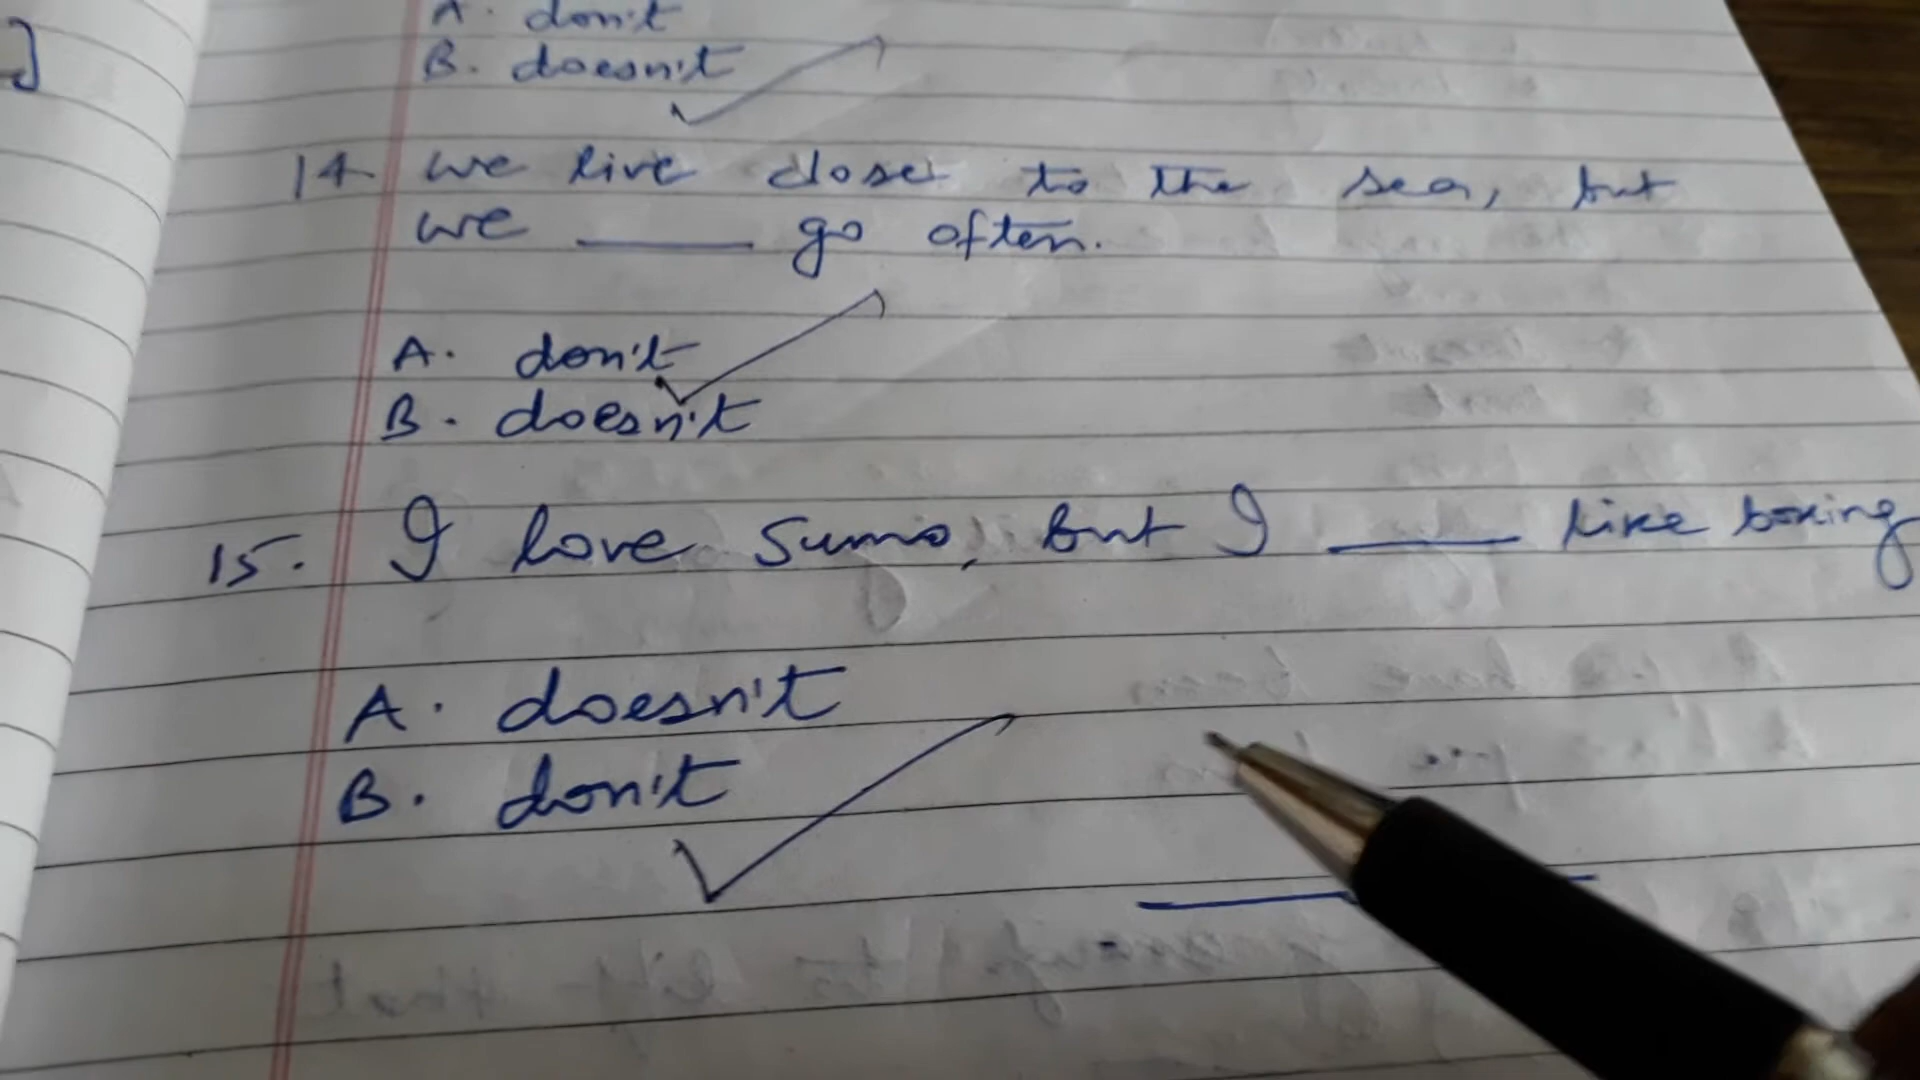 A. don't
B. doesn't
14. we live close to the sea, but
we ____ go often.
A. don't
B. doesn't
15. I love sumo, but I ____ like boxing
A. doesn't
B. don't